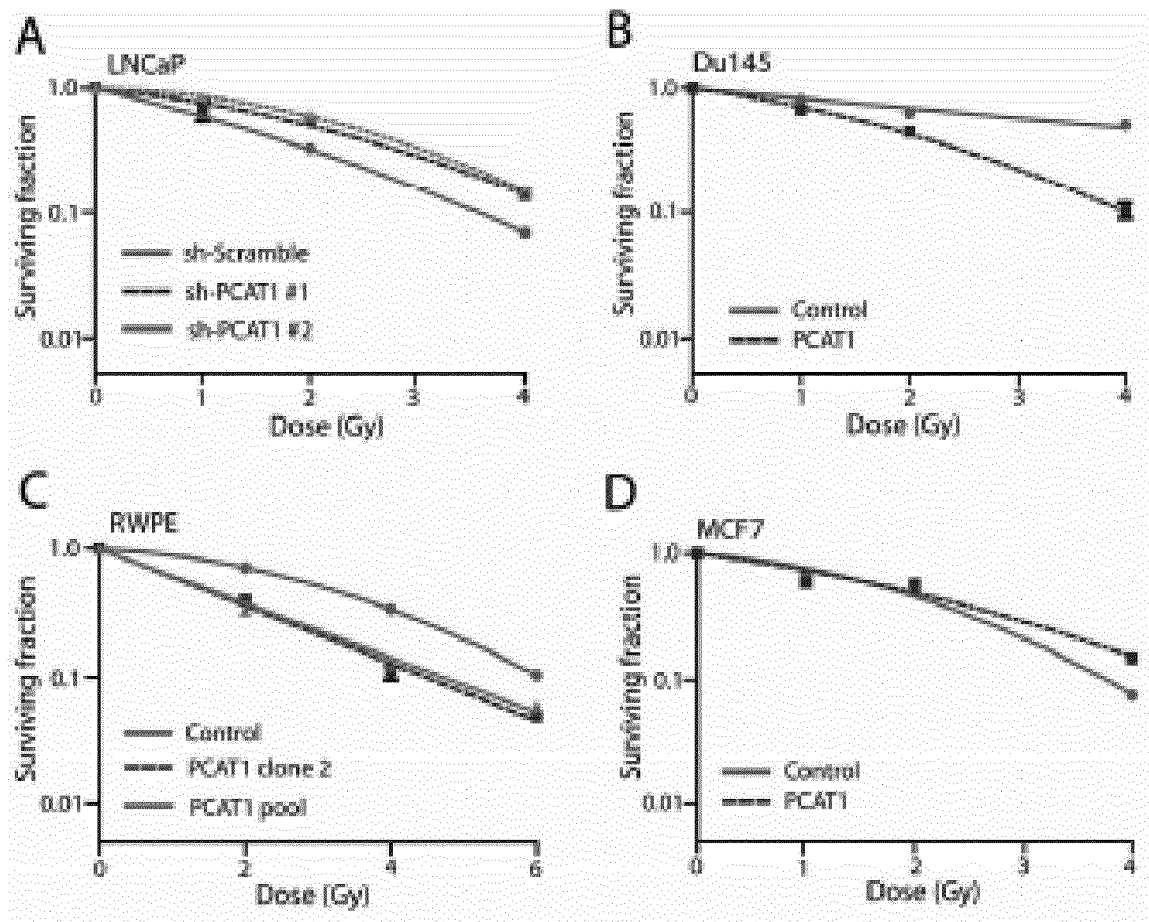 A
LNCaP
1.0
0.1
0.01
Surviving fraction
sh-Scramble
sh-PCAT1 #1
sh-PCAT1 #2
0 1 2 3 4
Dose (Gy)
B
Du145
1.0
0.1
0.01
Surviving fraction
Control
PCAT1
0 1 2 3 4
Dose (Gy)
C
RWPE
1.0
0.1
0.01
Surviving fraction
Control
PCAT1 clone 2
PCAT1 pool
0 2 4 6
Dose (Gy)
D
MCF7
1.0
0.1
0.01
Surviving fraction
Control
PCAT1
0 1 2 3 4
Dose (Gy)